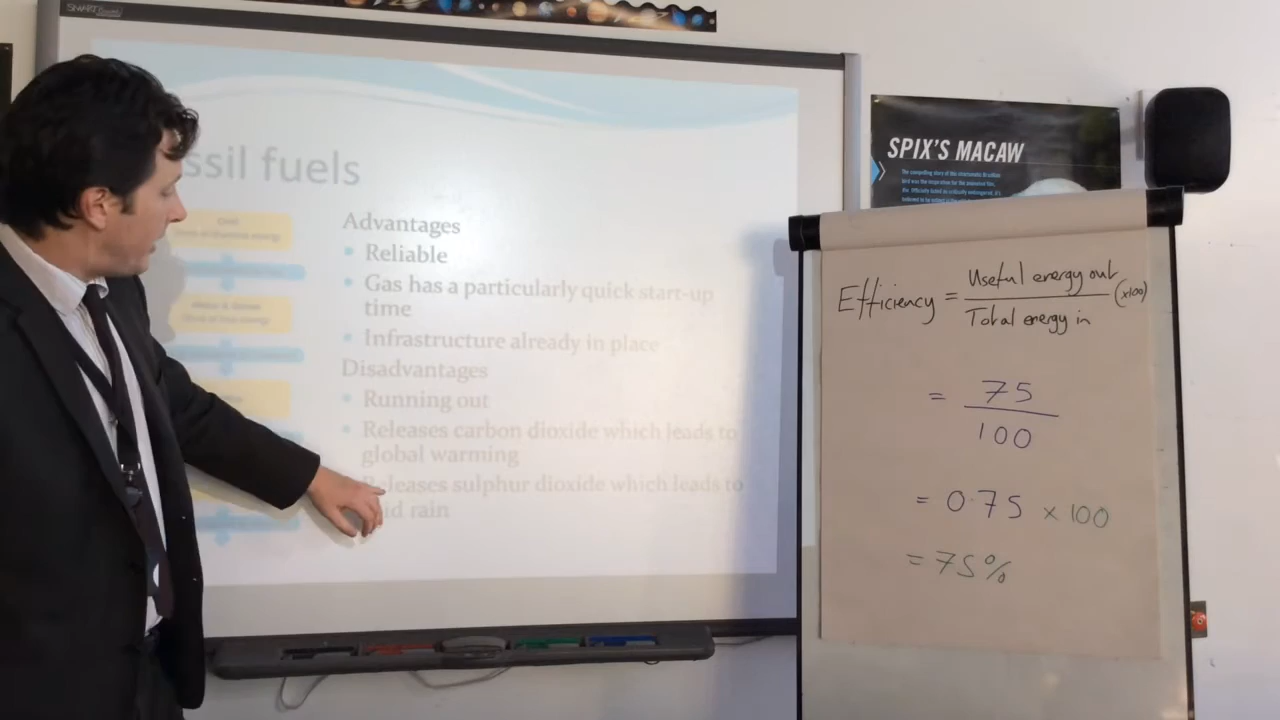 SMART
ssil fuels
Advantages
Reliable
Gas has a particularly quick start-up
time
Infrastructure already in place
Disadvantages
Running out
Releases carbon dioxide which leads to
global warming
Releases sulphur dioxide which leads to
id rain
SPIX'S MACAW
Efficiency = Useful energy out / Total energy in (×100)
= 75 / 100
= 0.75 × 100
= 75%